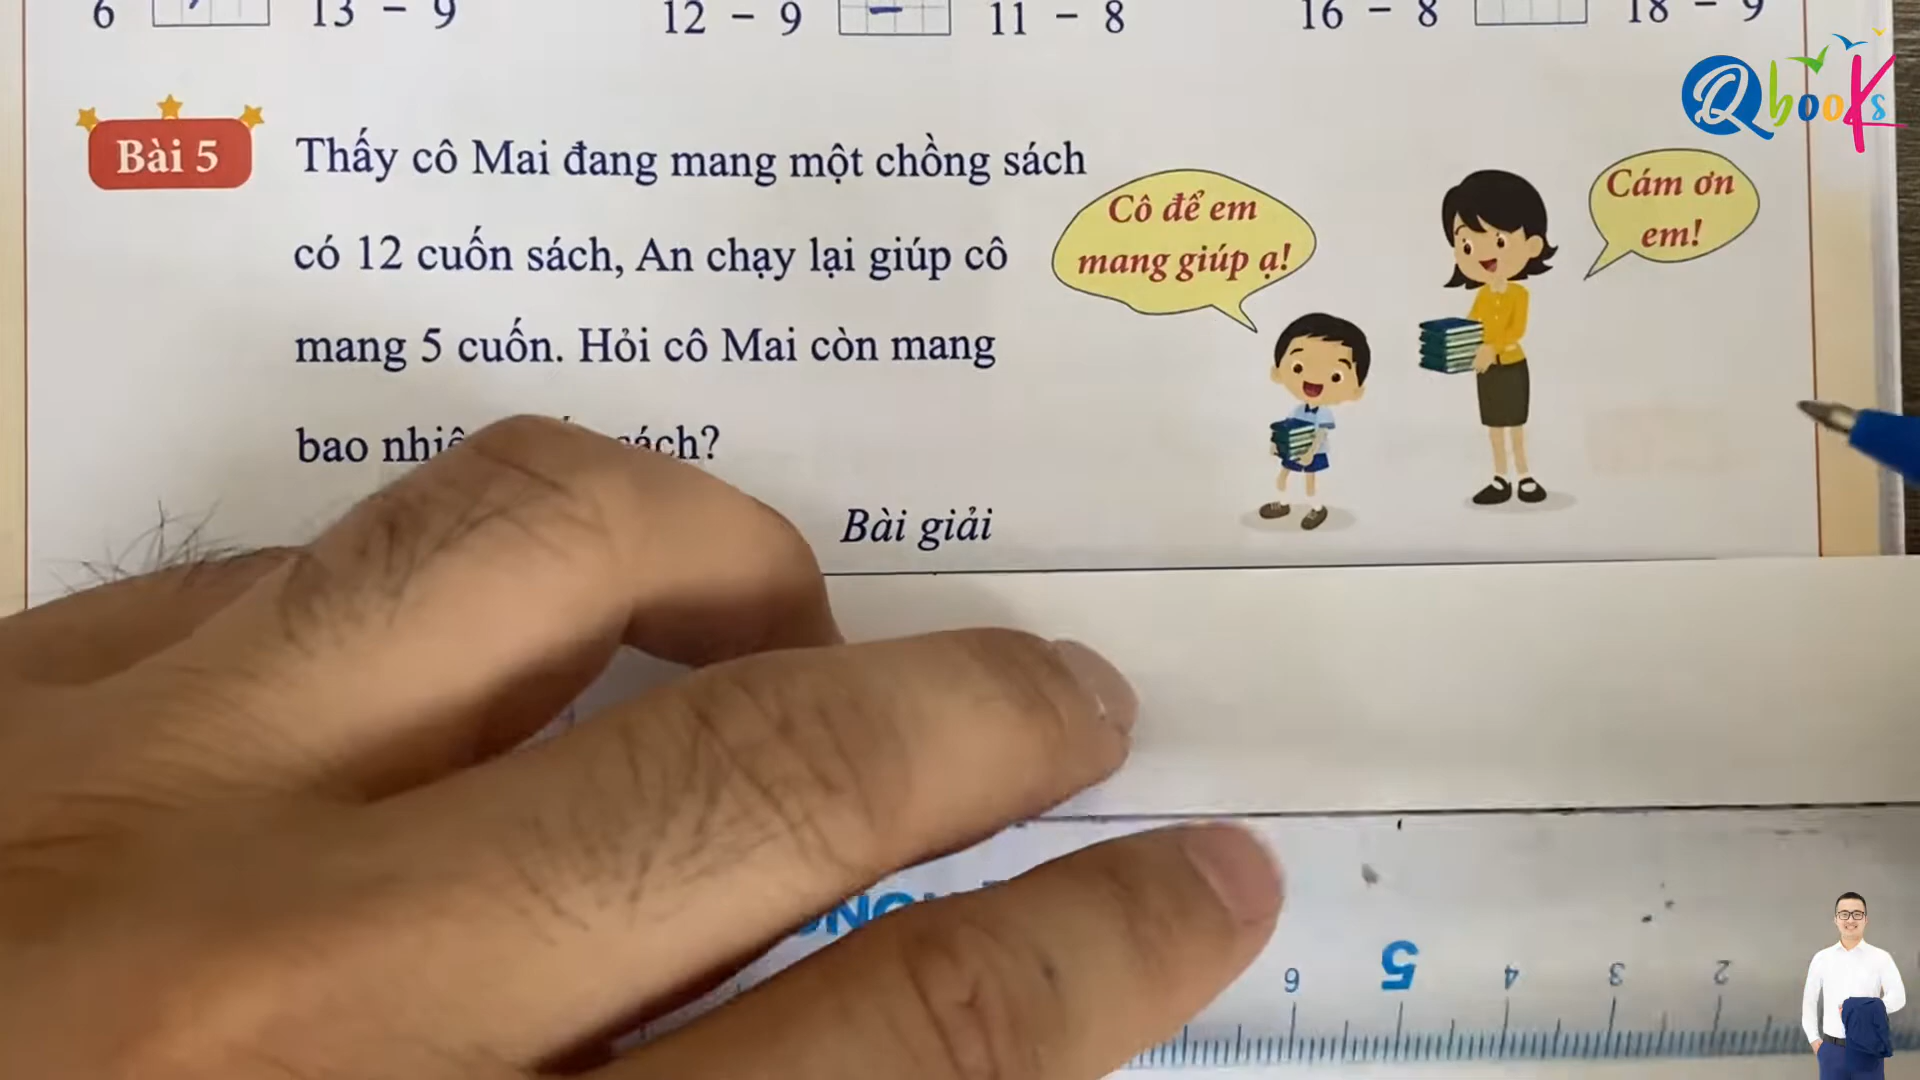 6 13 - 9 12 - 9 11 - 8 16 - 8 18 - 9
Qbooks
Bài 5 Thấy cô Mai đang mang một chồng sách
có 12 cuốn sách, An chạy lại giúp cô
mang 5 cuốn. Hỏi cô Mai còn mang
bao sách?
Cô để em
mang giúp ạ!
Cám ơn
em!
Bài giải
6 5 4 3 2